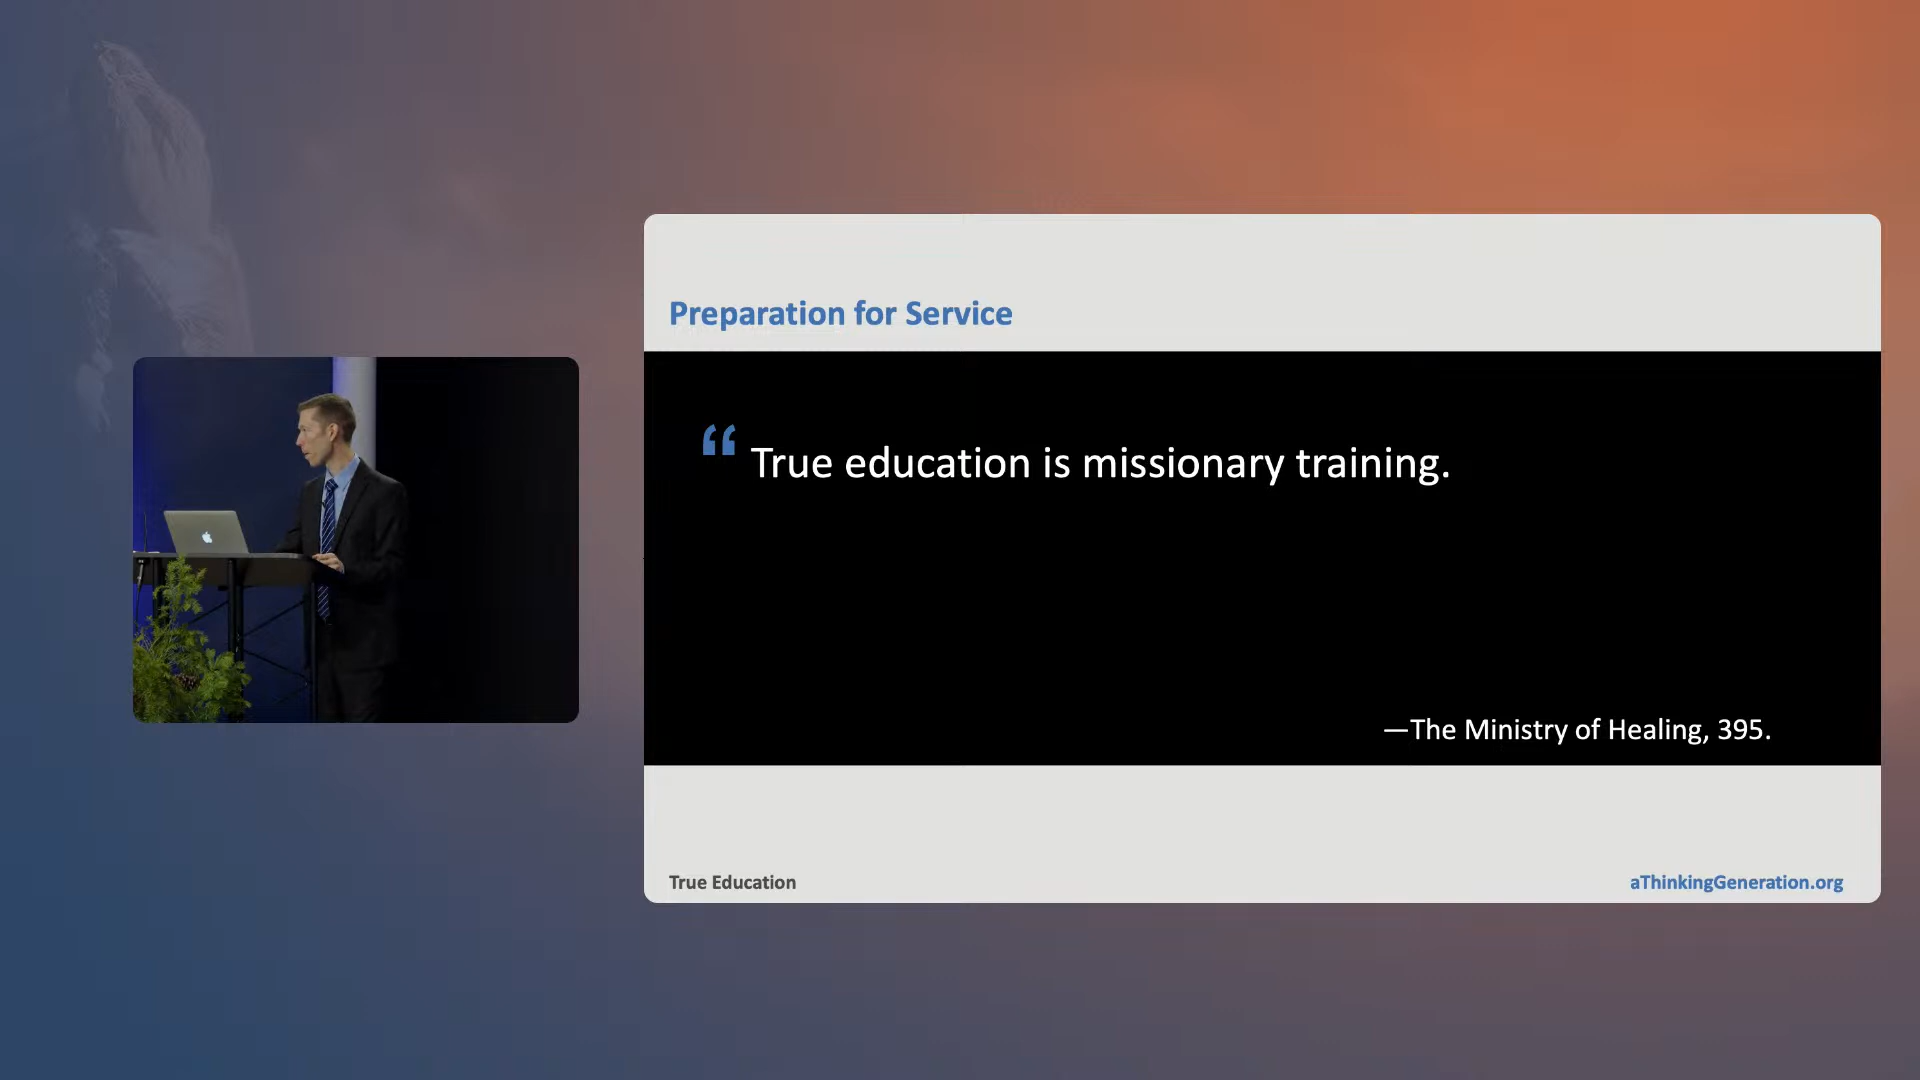 Preparation for Service
“ True education is missionary training.
—The Ministry of Healing, 395.
True Education
aThinkingGeneration.org